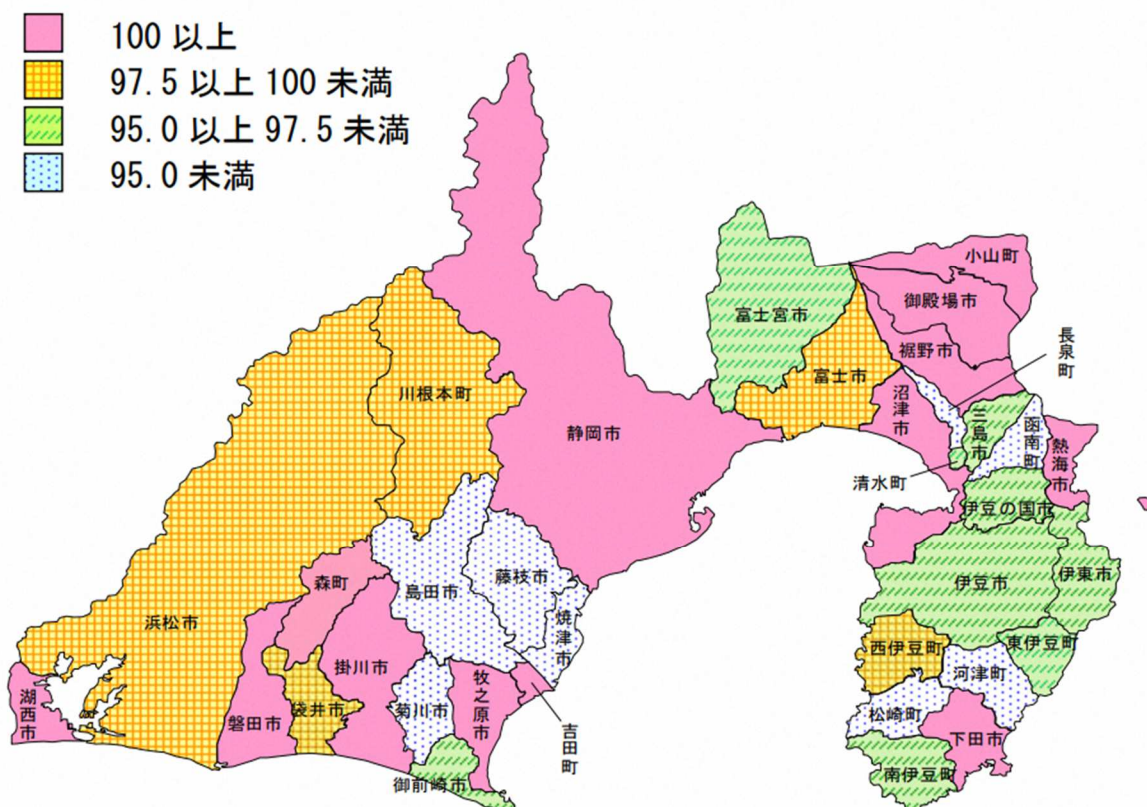 100 以上
97.5 以上 100 未満
95.0 以上 97.5 未満
95.0 未満
小山町
御殿場市
富士宮市
裾野市
長泉町
富士市
沼津市
川根本町
三島市
函南町
静岡市
熱海市
清水町
伊豆の国市
藤枝市
森町
島田市
伊豆市
伊東市
浜松市
焼津市
西伊豆町
東伊豆町
掛川市
河津町
湖西市
牧之原市
磐田市
袋井市
菊川市
松崎町
下田市
吉田町
御前崎市
南伊豆町